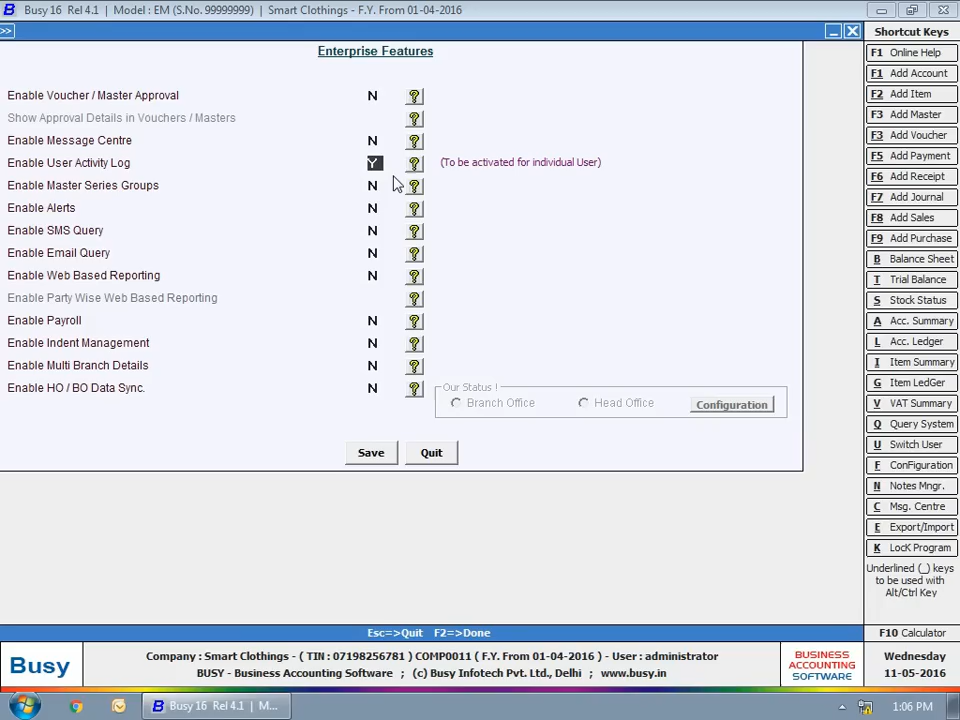 Busy 16 Rel 4.1 | Model : EM (S.No. 99999999) | Smart Clothings - F.Y. From 01-04-2016
>>
Enterprise Features
Enable Voucher / Master Approval N ?
Show Approval Details in Vouchers / Masters ?
Enable Message Centre N ?
Enable User Activity Log Y ? (To be activated for individual User)
Enable Master Series Groups N ?
Enable Alerts N ?
Enable SMS Query N ?
Enable Email Query N ?
Enable Web Based Reporting N ?
Enable Party Wise Web Based Reporting ?
Enable Payroll N ?
Enable Indent Management N ?
Enable Multi Branch Details N ?
Enable HO / BO Data Sync. N ?
Our Status !
Branch Office Head Office Configuration
Save Quit
Shortcut Keys
F1 Online Help
F1 Add Account
F2 Add Item
F3 Add Master
F3 Add Voucher
F5 Add Payment
F6 Add Receipt
F7 Add Journal
F8 Add Sales
F9 Add Purchase
B Balance Sheet
T Trial Balance
S Stock Status
A Acc. Summary
L Acc. Ledger
I Item Summary
G Item LedGer
V VAT Summary
Q Query System
U Switch User
F ConFiguration
N Notes Mngr.
C Msg. Centre
E Export/Import
K LocK Program
Underlined (_) keys
to be used with
Alt/Ctrl Key
F10 Calculator
Esc=>Quit F2=>Done
Busy
Company : Smart Clothings - ( TIN : 07198256781 ) COMP0011 ( F.Y. From 01-04-2016 ) - User : administrator
BUSY - Business Accounting Software ; (c) Busy Infotech Pvt. Ltd., Delhi ; www.busy.in
BUSINESS
ACCOUNTING
SOFTWARE
Wednesday
11-05-2016
Busy 16 Rel 4.1 | M...
1:06 PM